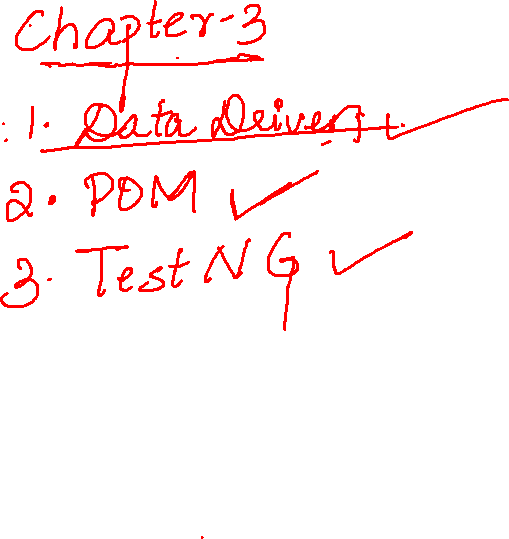 Chapter-3
1. Data Driven
2. POM ✓
3. TestNG ✓